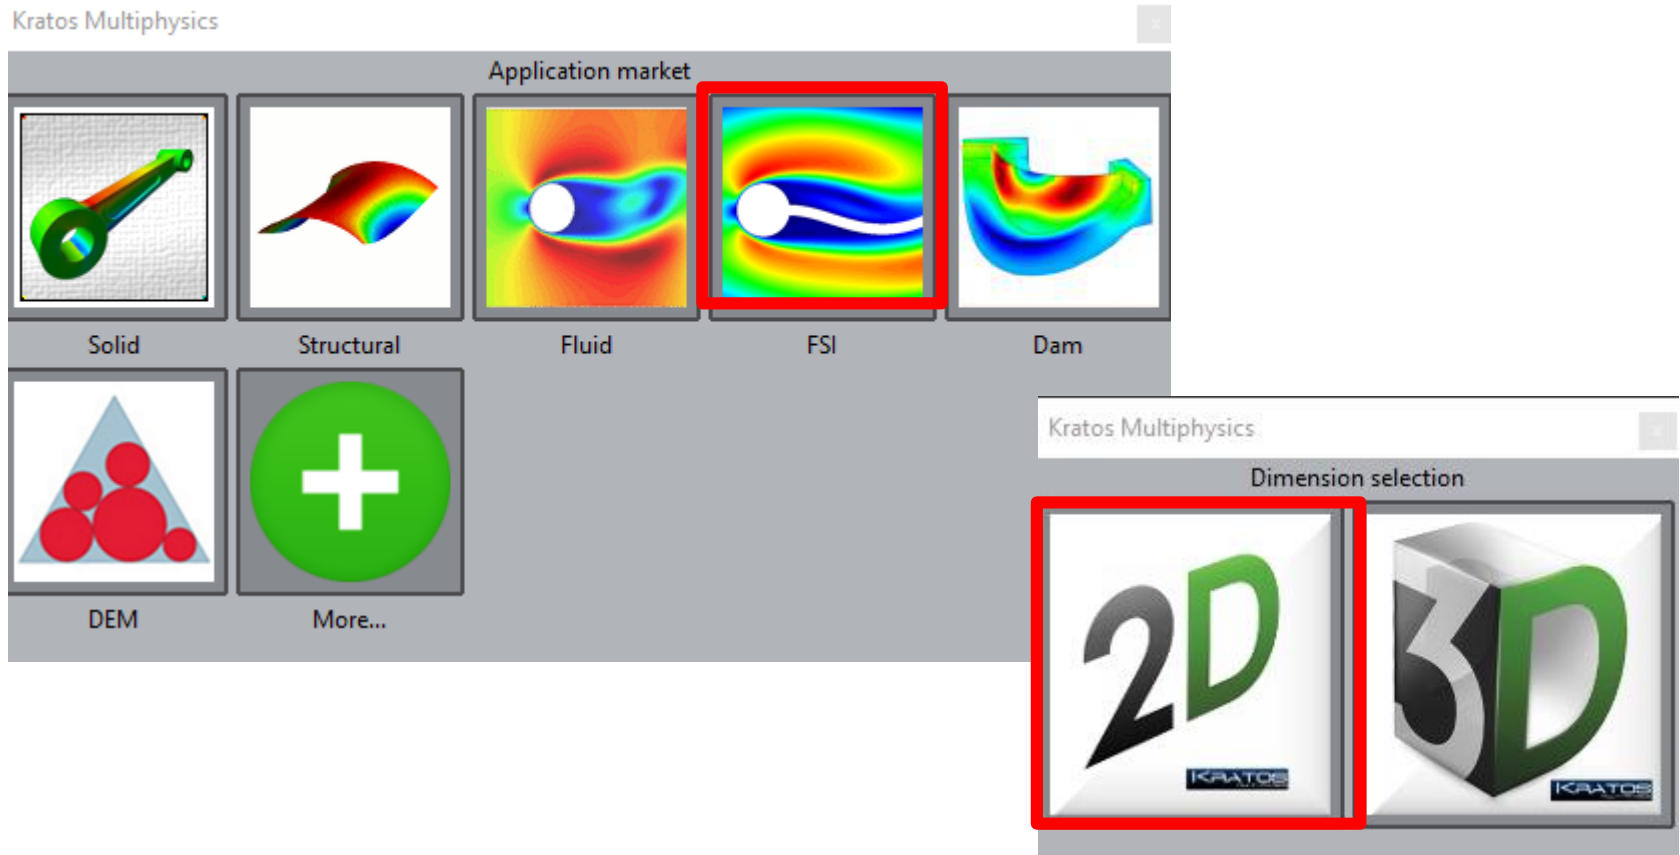 Kratos Multiphysics
x
Application market
Solid
Structural
Fluid
FSI
Dam
DEM
More...
Kratos Multiphysics
x
Dimension selection
2D
KRATOS
3D
KRATOS